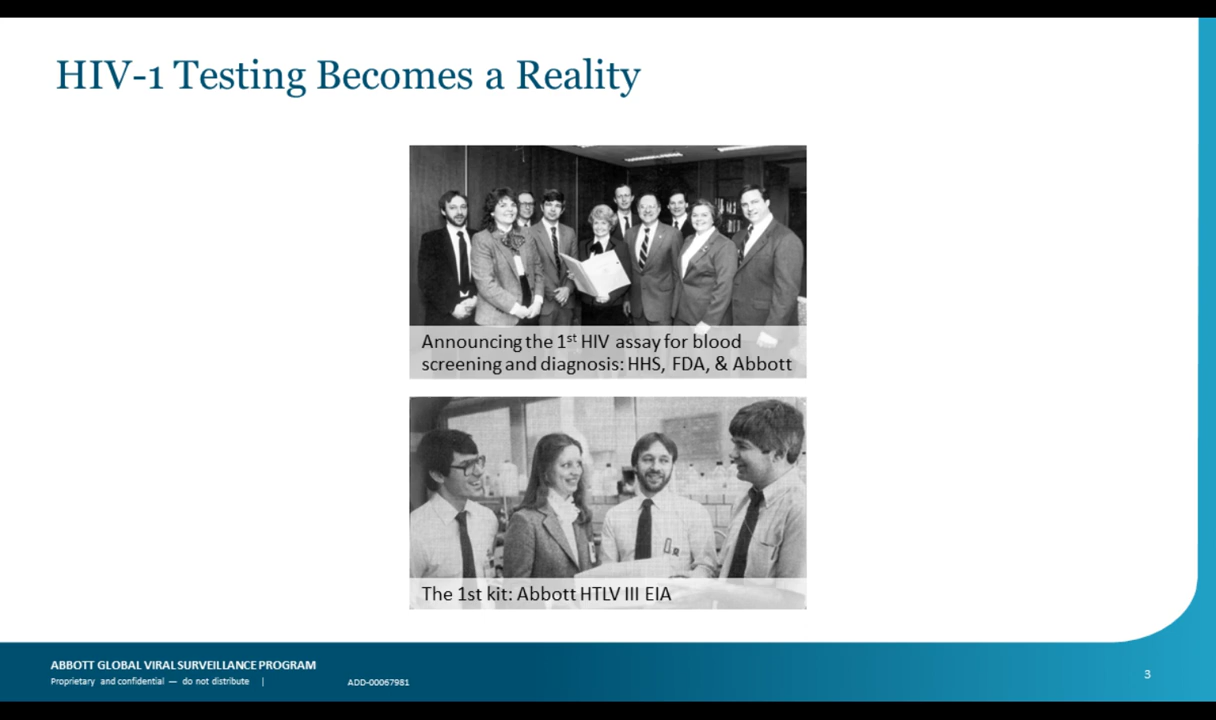 HIV-1 Testing Becomes a Reality
Announcing the 1st HIV assay for blood
screening and diagnosis: HHS, FDA, & Abbott
The 1st kit: Abbott HTLV III EIA
ABBOTT GLOBAL VIRAL SURVEILLANCE PROGRAM
Proprietary and confidential — do not distribute | ADD-00067981
3